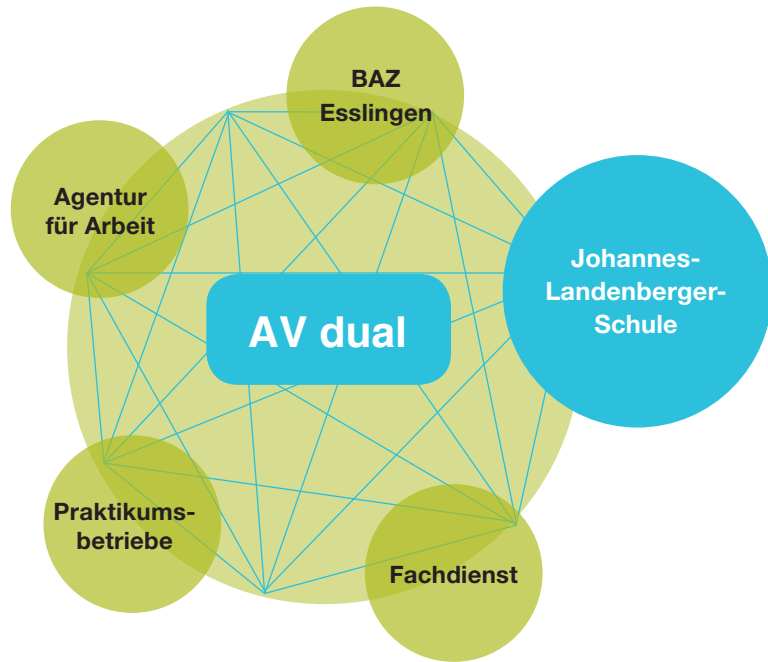 BAZ
Esslingen
Agentur
für Arbeit
Johannes-
Landenberger-
Schule
AV dual
Praktikums-
betriebe
Fachdienst